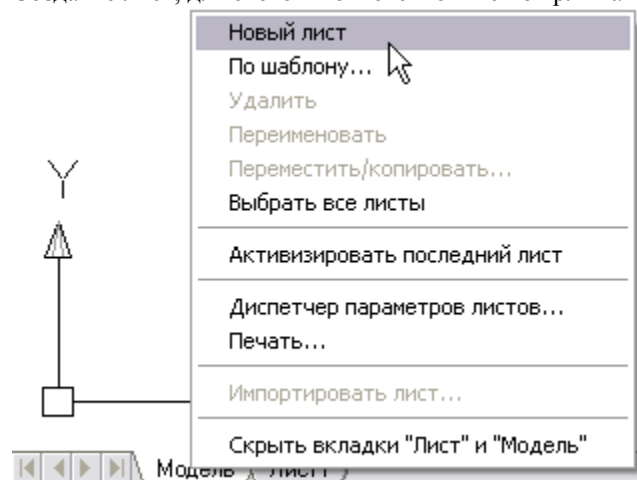 Новый лист
По шаблону...
Удалить
Переименовать
Переместить/копировать...
Выбрать все листы
Активизировать последний лист
Диспетчер параметров листов...
Печать...
Импортировать лист...
Скрыть вкладки "Лист" и "Модель"
Y
Модель